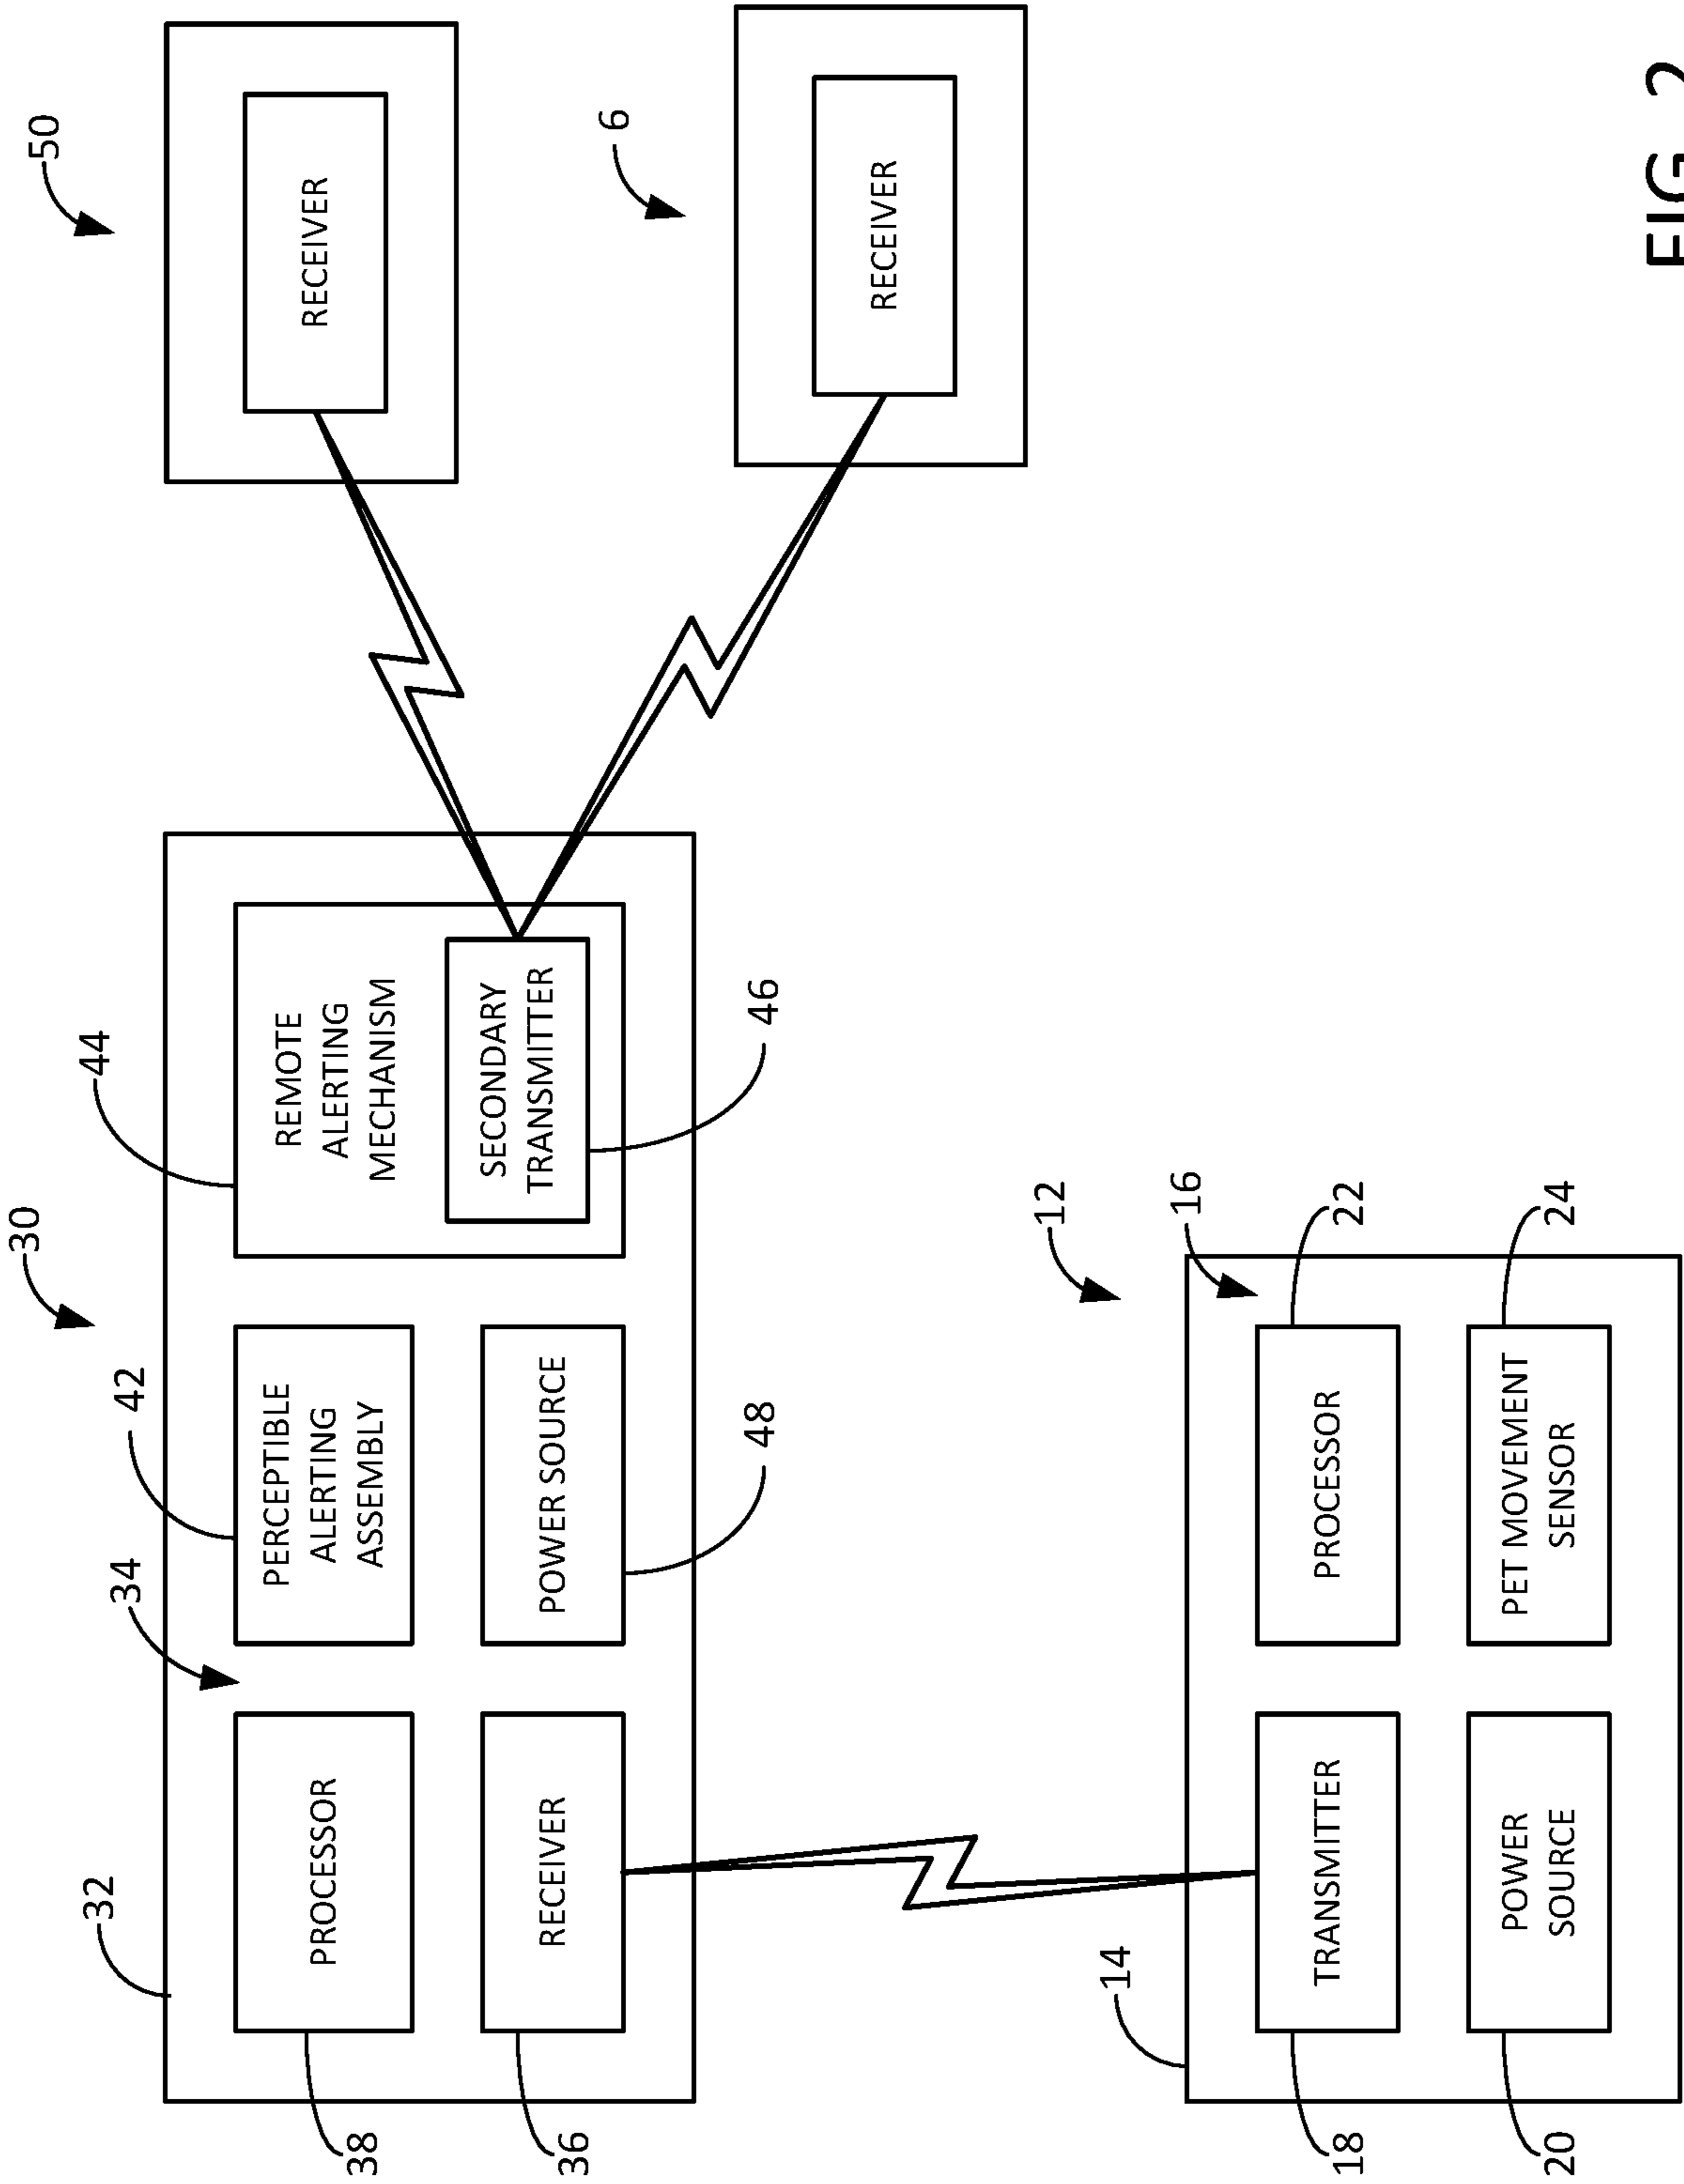 30
32
34
42
44
50
PROCESSOR
PERCEPTIBLE
ALERTING
ASSEMBLY
REMOTE
ALERTING
MECHANISM
RECEIVER
38
RECEIVER
POWER SOURCE
SECONDARY
TRANSMITTER
36
48
46
6
RECEIVER
12
14
16
TRANSMITTER
PROCESSOR
18
22
POWER
SOURCE
PET MOVEMENT
SENSOR
20
24
FIG. 2